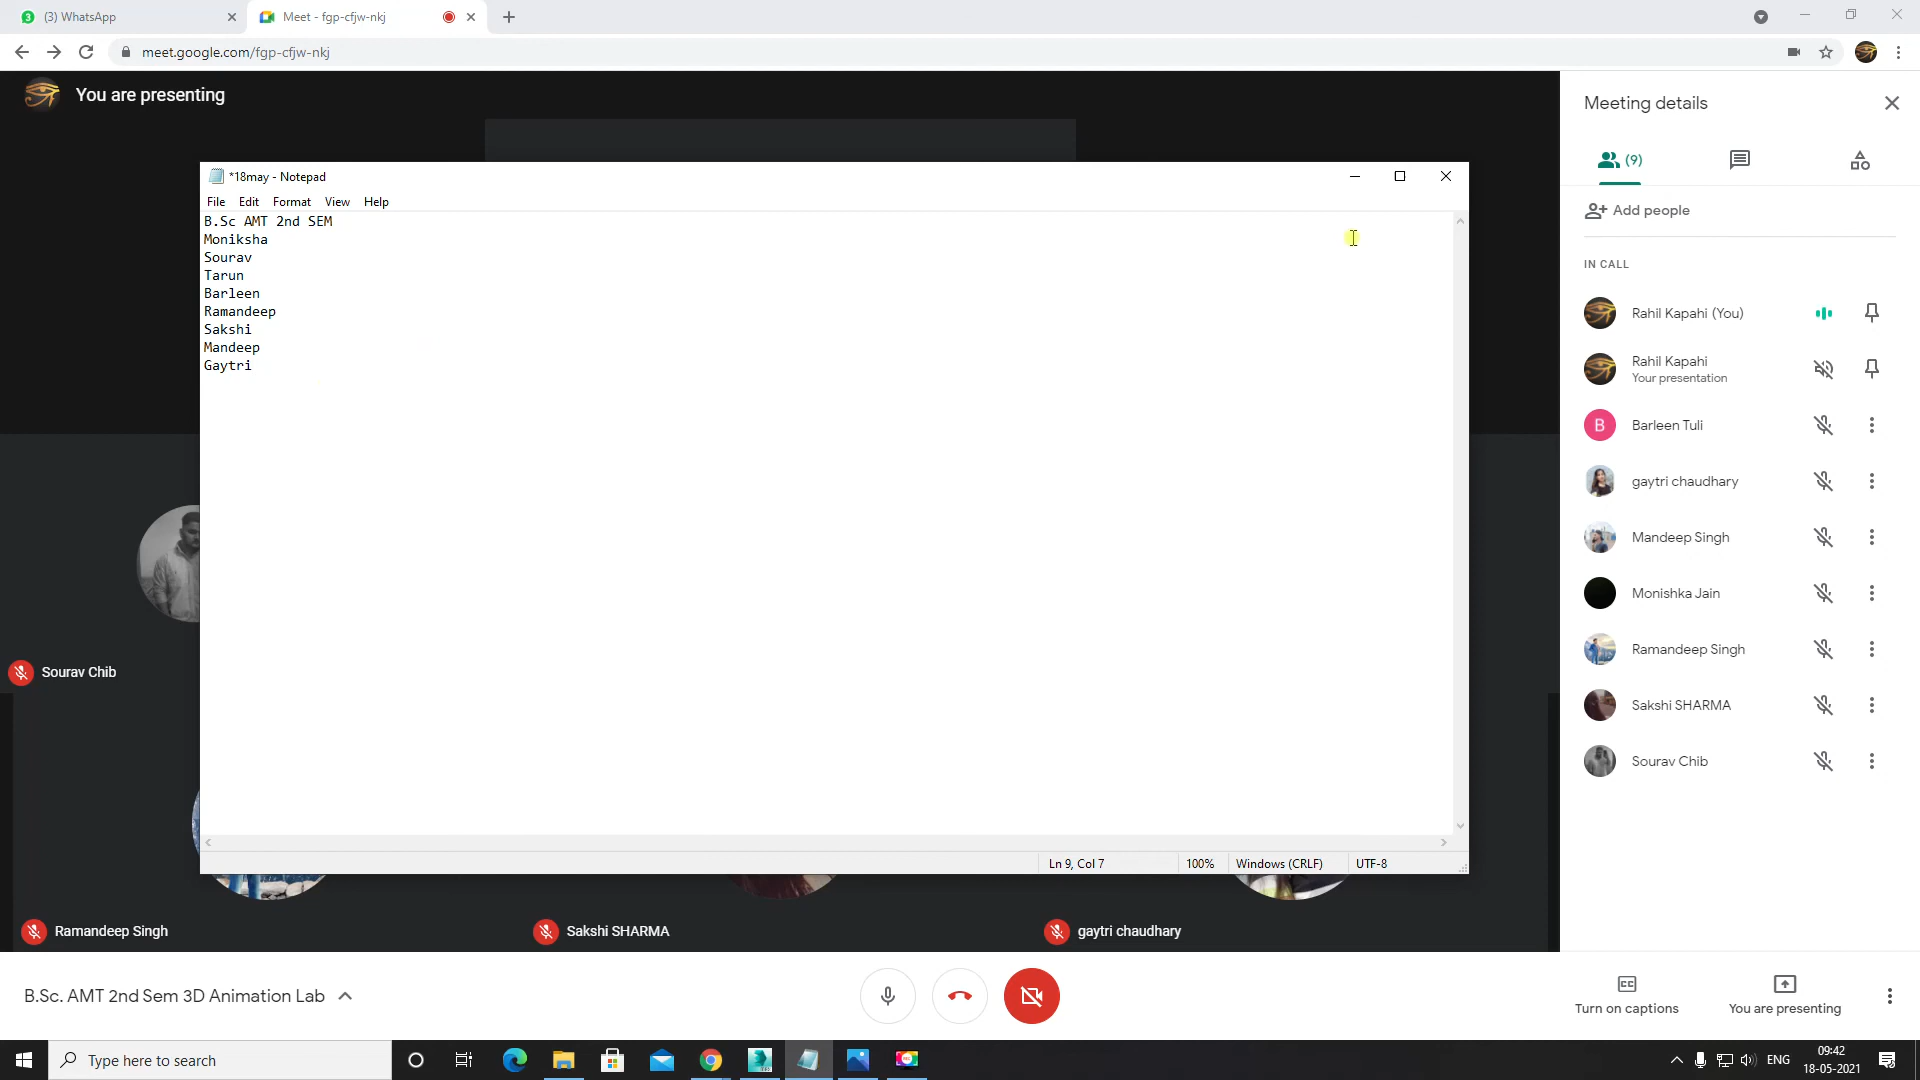 (3) WhatsApp
Meet - fgp-cfjw-nkj
meet.google.com/fgp-cfjw-nkj
You are presenting
*18may - Notepad
File Edit Format View Help
B.Sc AMT 2nd SEM
Moniksha
Sourav
Tarun
Barleen
Ramandeep
Sakshi
Mandeep
Gaytri
Ln 9, Col 7 100% Windows (CRLF) UTF-8
Sourav Chib
Ramandeep Singh
Sakshi SHARMA
gaytri chaudhary
Meeting details
(9)
Add people
IN CALL
Rahil Kapahi (You)
Rahil Kapahi
Your presentation
B
Barleen Tuli
gaytri chaudhary
Mandeep Singh
Monishka Jain
Ramandeep Singh
Sakshi SHARMA
Sourav Chib
B.Sc. AMT 2nd Sem 3D Animation Lab
Turn on captions
You are presenting
Type here to search
ENG
09:42
18-05-2021